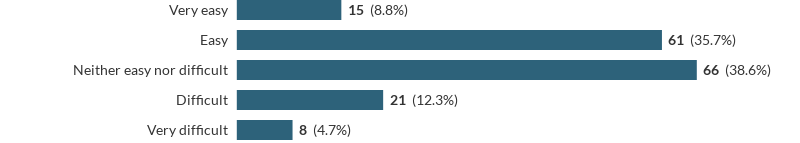 Very easy 15 (8.8%)
Easy 61 (35.7%)
Neither easy nor difficult 66 (38.6%)
Difficult 21 (12.3%)
Very difficult 8 (4.7%)